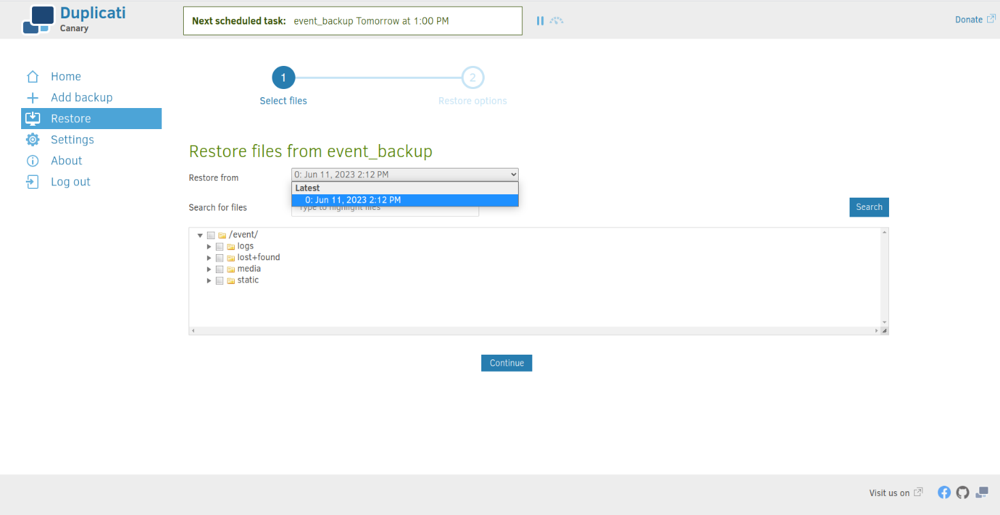 Duplicati
Canary
Next scheduled task: event_backup Tomorrow at 1:00 PM
Donate
Home
Add backup
Restore
Settings
About
Log out
1
2
Select files
Restore options
Restore files from event_backup
Restore from
0: Jun 11, 2023 2:12 PM
Latest
0: Jun 11, 2023 2:12 PM
Search for files
Type to highlight files
Search
/event/
logs
lost+found
media
static
Continue
Visit us on